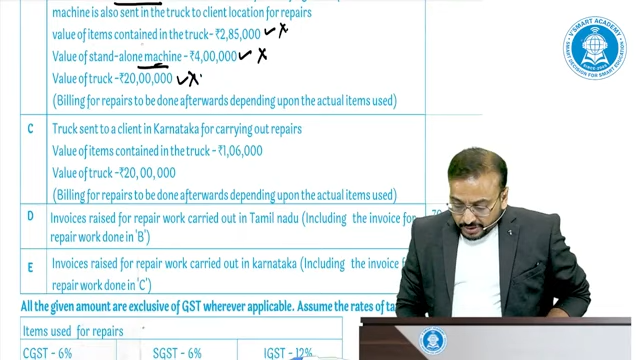 machine is also sent in the truck to client location for repairs
value of items contained in the truck-₹2,85,000
Value of stand-alone machine-₹4,00,000
Value of truck-₹20,00,000
(Billing for repairs to be done afterwards depending upon the actual items used)
C Truck sent to a client in Karnataka for carrying out repairs
Value of items contained in the truck-₹1,06,000
Value of truck-₹20, 00,000
(Billing for repairs to be done afterwards depending upon the actual items used)
D Invoices raised for repair work carried out in Tamil nadu (Including the invoice for
repair work done in 'B')
E Invoices raised for repair work carried out in karnataka (Including the invoice
repair work done in 'C')
All the given amount are exclusive of GST wherever applicable. Assume the rates of
Items used for repairs
CGST - 6% SGST - 6% IGST - 12%
V'SMART ACADEMY
SMART DECISION FOR SMART EDUCATION